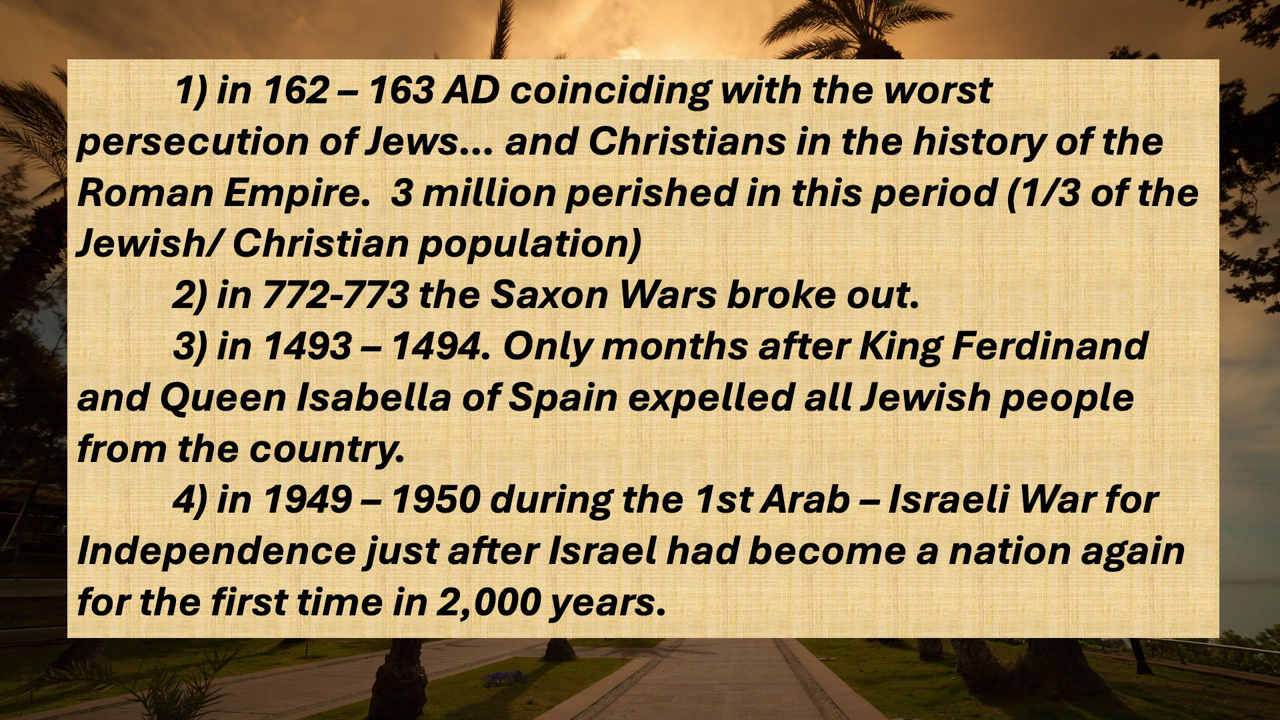 1) in 162 – 163 AD coinciding with the worst
persecution of Jews... and Christians in the history of the
Roman Empire.  3 million perished in this period (1/3 of the
Jewish/ Christian population)
2) in 772-773 the Saxon Wars broke out.
3) in 1493 – 1494. Only months after King Ferdinand
and Queen Isabella of Spain expelled all Jewish people
from the country.
4) in 1949 – 1950 during the 1st Arab – Israeli War for
Independence just after Israel had become a nation again
for the first time in 2,000 years.